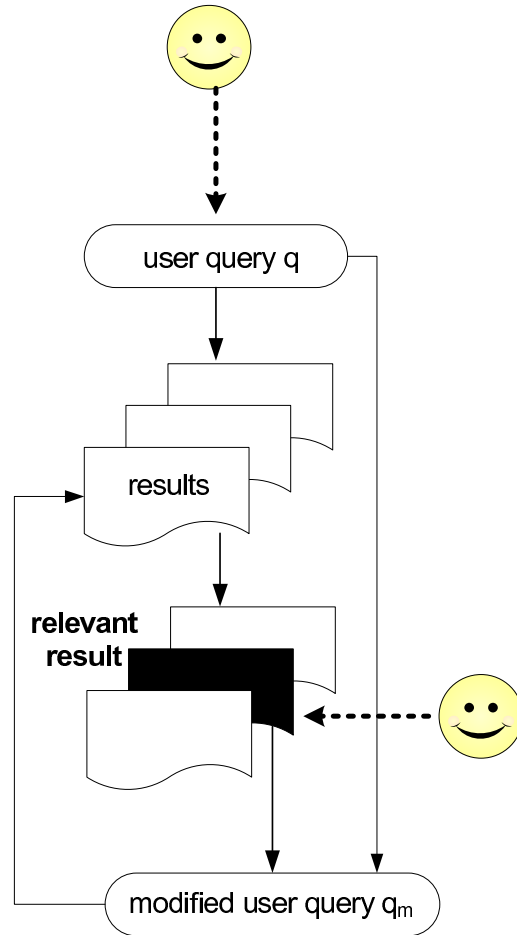 user query q
results
relevant
result
modified user query qₘ